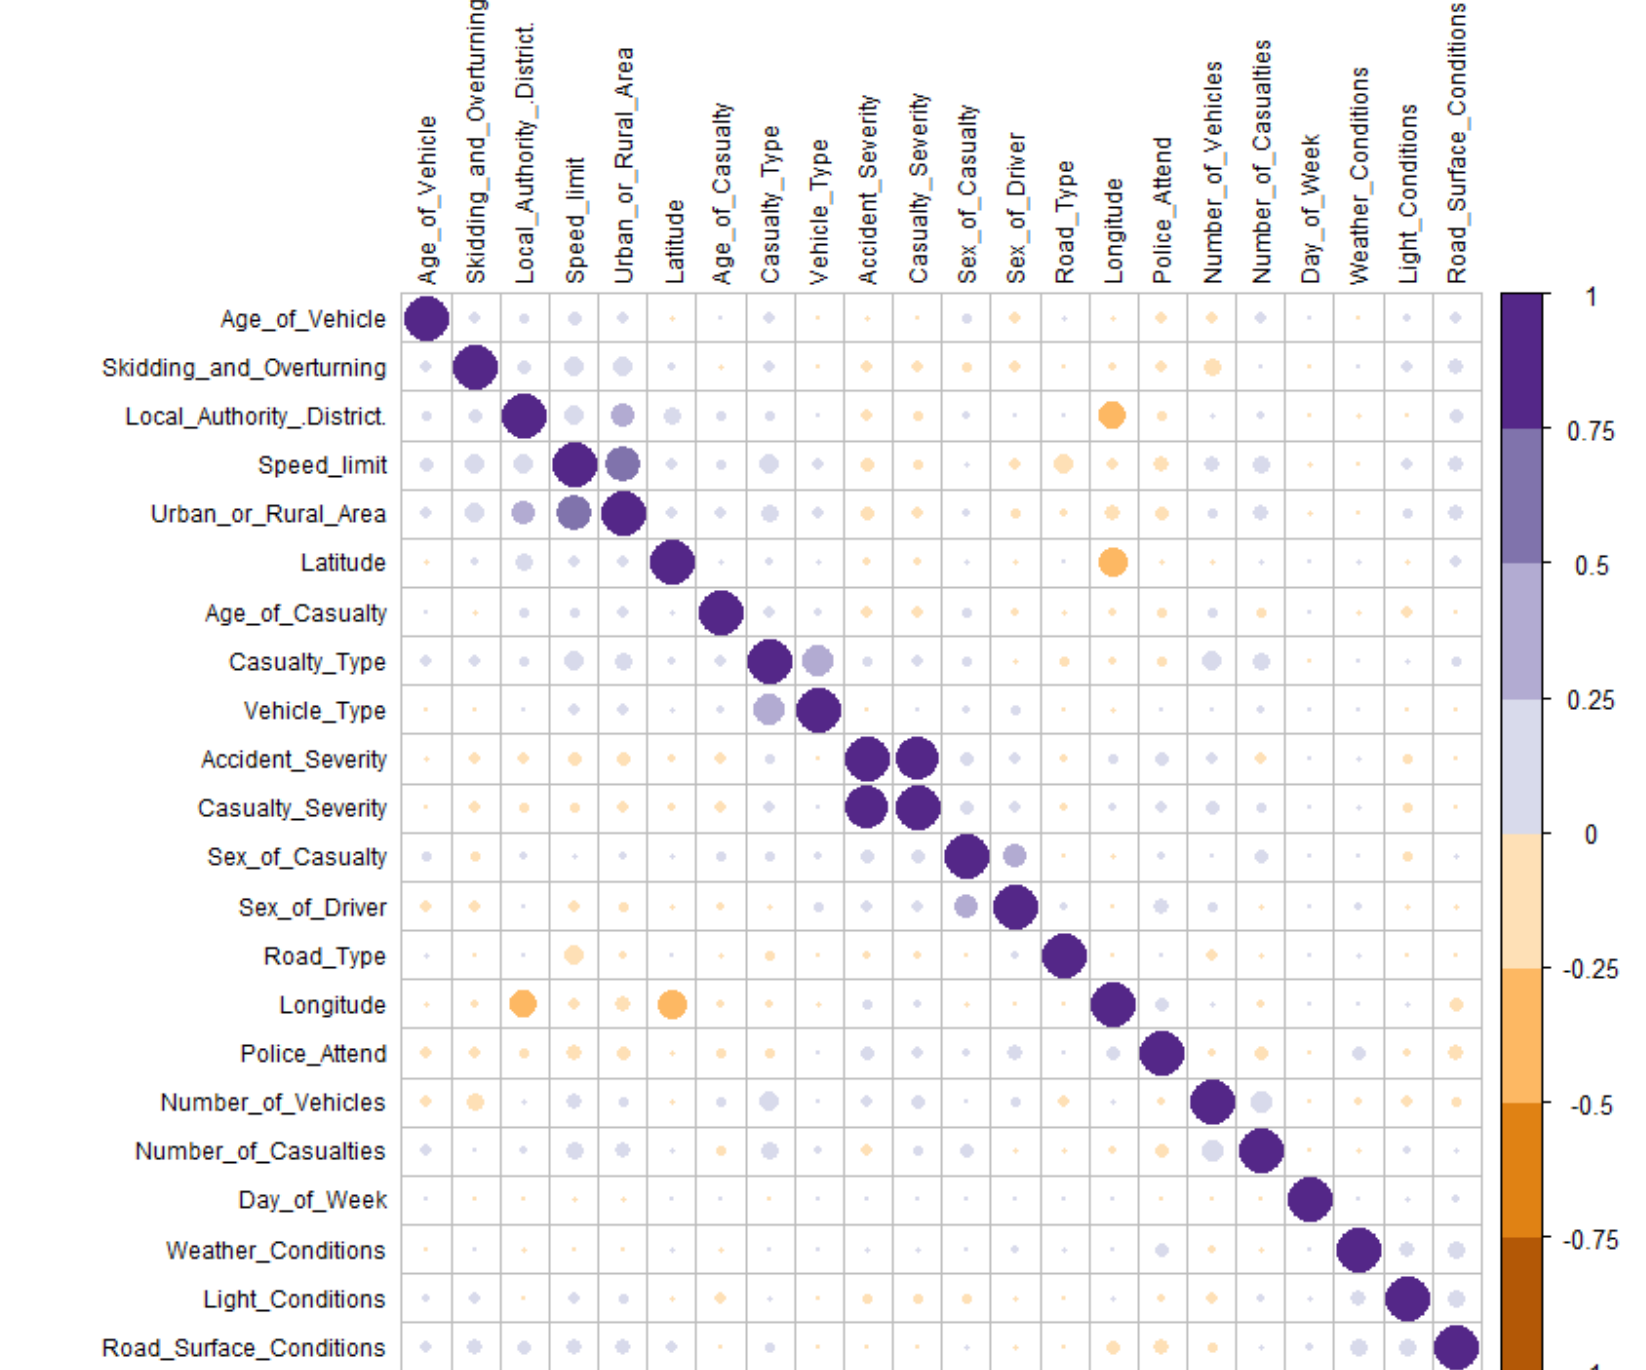 Age_of_Vehicle
Skidding_and_Overturning
Local_Authority_.District.
Speed_limit
Urban_or_Rural_Area
Latitude
Age_of_Casualty
Casualty_Type
Vehicle_Type
Accident_Severity
Casualty_Severity
Sex_of_Casualty
Sex_of_Driver
Road_Type
Longitude
Police_Attend
Number_of_Vehicles
Number_of_Casualties
Day_of_Week
Weather_Conditions
Light_Conditions
Road_Surface_Conditions
Age_of_Vehicle
Skidding_and_Overturning
Local_Authority_.District.
Speed_limit
Urban_or_Rural_Area
Latitude
Age_of_Casualty
Casualty_Type
Vehicle_Type
Accident_Severity
Casualty_Severity
Sex_of_Casualty
Sex_of_Driver
Road_Type
Longitude
Police_Attend
Number_of_Vehicles
Number_of_Casualties
Day_of_Week
Weather_Conditions
Light_Conditions
Road_Surface_Conditions
1
0.75
0.5
0.25
0
-0.25
-0.5
-0.75